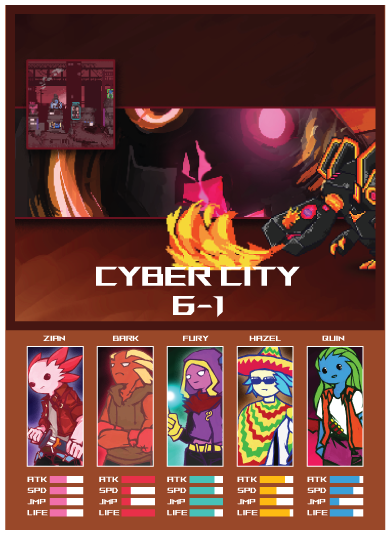 CYBER CITY
6-1
ZIAN BARK FURY HAZEL QUIN
ATK ATK ATK ATK ATK
SPD SPD SPD SPD SPD
JMP JMP JMP JMP JMP
LIFE LIFE LIFE LIFE LIFE